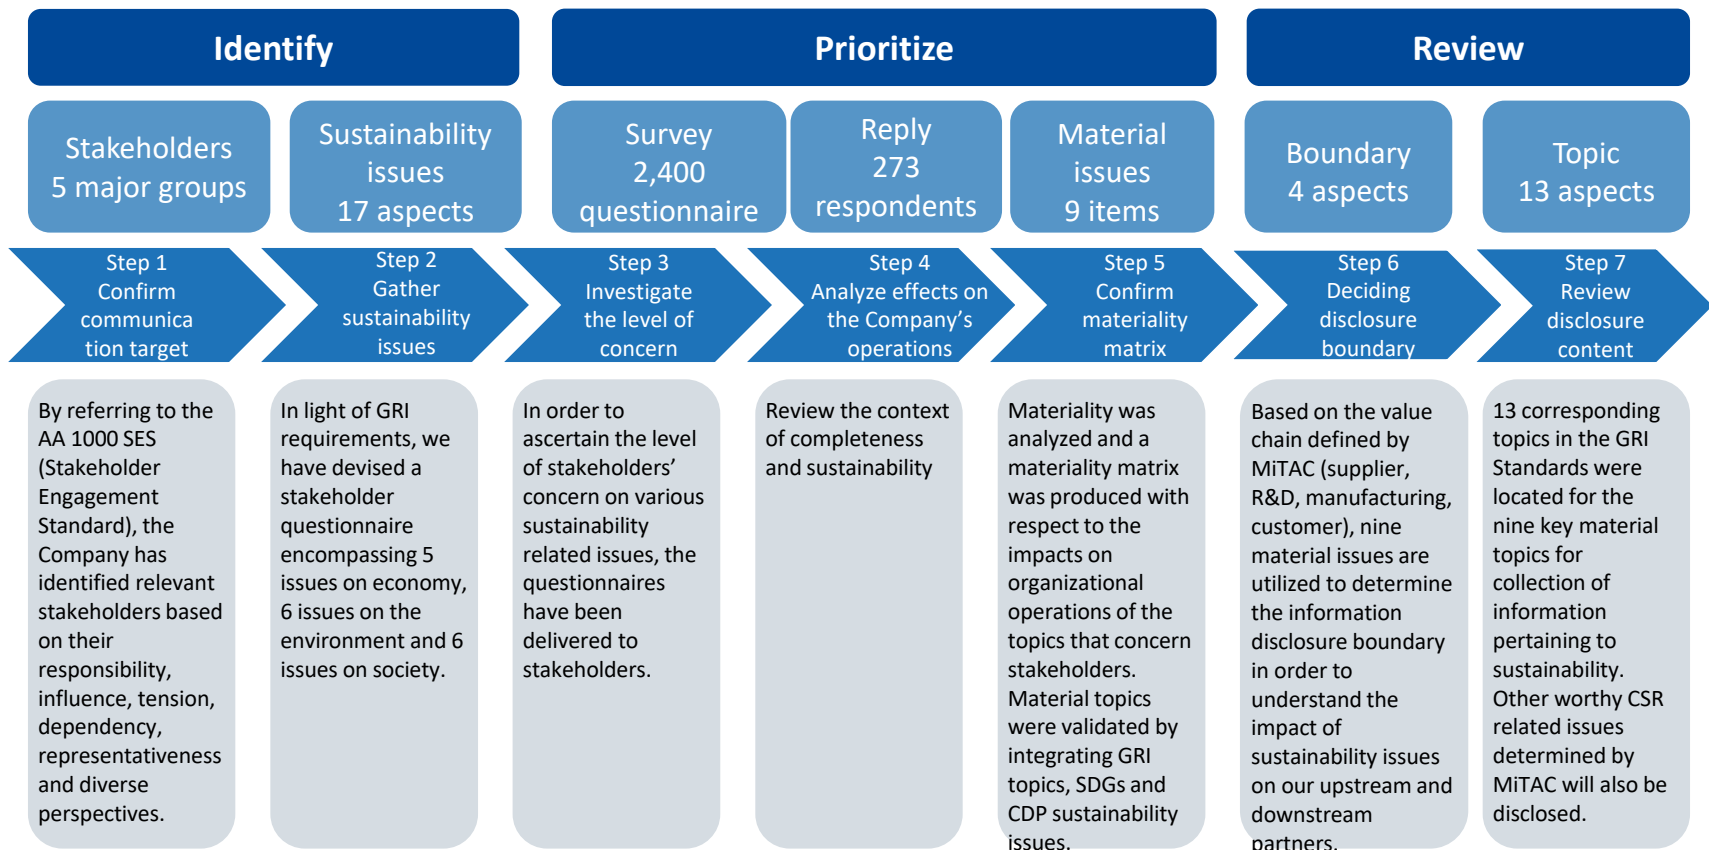 Identify
Prioritize
Review
Stakeholders
5 major groups
Sustainability
issues
17 aspects
Survey
2,400
questionnaire
Reply
273
respondents
Material
issues
9 items
Boundary
4 aspects
Topic
13 aspects
Step 1
Confirm
communica
tion target
Step 2
Gather
sustainability
issues
Step 3
Investigate
the level of
concern
Step 4
Analyze effects on
the Company's
operations
Step 5
Confirm
materiality
matrix
Step 6
Deciding
disclosure
boundary
Step 7
Review
disclosure
content
By referring to the
AA 1000 SES
(Stakeholder
Engagement
Standard), the
Company has
identified relevant
stakeholders based
on their
responsibility,
influence, tension,
dependency,
representativeness
and diverse
perspectives.
In light of GRI
requirements, we
have devised a
stakeholder
questionnaire
encompassing 5
issues on economy,
6 issues on the
environment and 6
issues on society.
In order to
ascertain the level
of stakeholders'
concern on various
sustainability
related issues, the
questionnaires
have been
delivered to
stakeholders.
Review the context
of completeness
and sustainability
Materiality was
analyzed and a
materiality matrix
was produced with
respect to the
impacts on
organizational
operations of the
topics that concern
stakeholders.
Material topics
were validated by
integrating GRI
topics, SDGs and
CDP sustainability
issues.
Based on the value
chain defined by
MiTAC (supplier,
R&D, manufacturing,
customer), nine
material issues are
utilized to determine
the information
disclosure boundary
in order to
understand the
impact of
sustainability issues
on our upstream and
downstream
partners.
13 corresponding
topics in the GRI
Standards were
located for the
nine key material
topics for
collection of
information
pertaining to
sustainability.
Other worthy CSR
related issues
determined by
MiTAC will also be
disclosed.